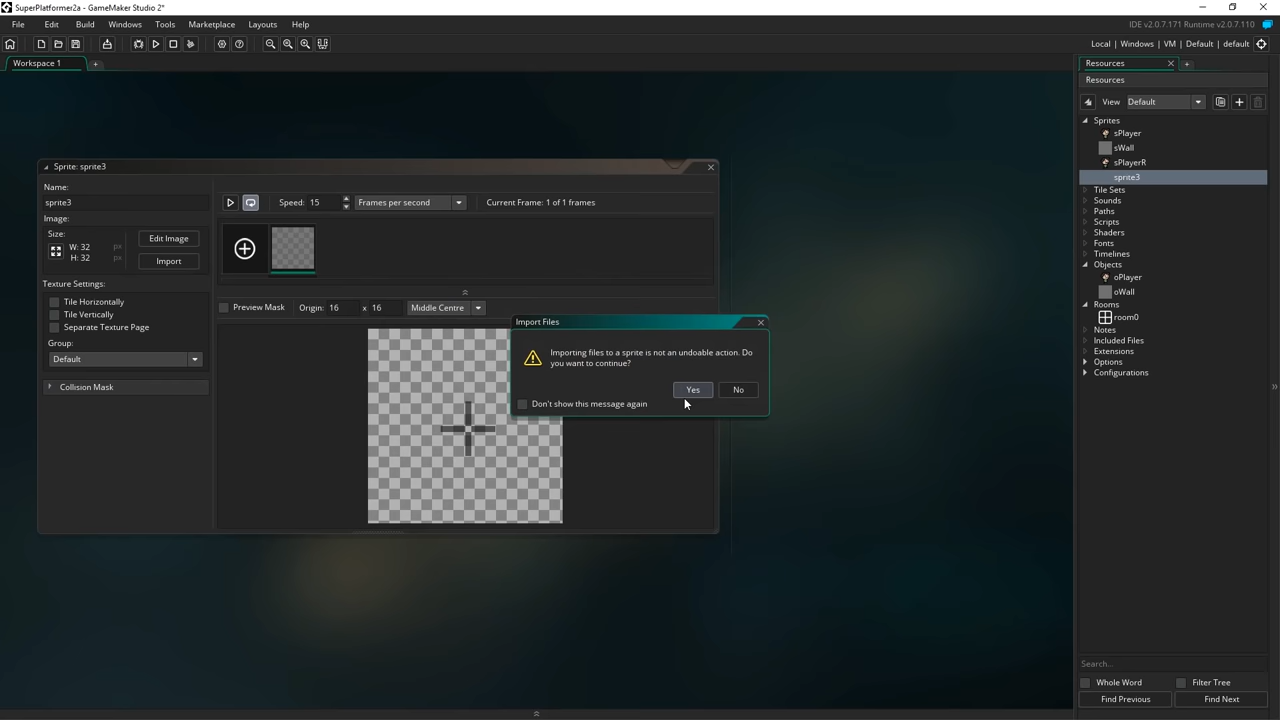 SuperPlatformer2a - GameMaker Studio 2*
File Edit Build Windows Tools Marketplace Layouts Help
IDE v2.0.7.171 Runtime v2.0.7.110
Local | Windows | VM | Default | default
Workspace 1
Sprite: sprite3
Name:
sprite3
Image:
Size:
W: 32 px
H: 32 px
Edit Image
Import
Texture Settings:
Tile Horizontally
Tile Vertically
Separate Texture Page
Group:
Default
Collision Mask
Speed: 15 Frames per second Current Frame: 1 of 1 frames
Preview Mask Origin: 16 x 16 Middle Centre
Import Files
Importing files to a sprite is not an undoable action. Do
you want to continue?
Yes No
Don't show this message again
Resources
Resources
View Default
Sprites
sPlayer
sWall
sPlayerR
sprite3
Tile Sets
Sounds
Paths
Scripts
Shaders
Fonts
Timelines
Objects
oPlayer
oWall
Rooms
room0
Notes
Included Files
Extensions
Options
Configurations
Search...
Whole Word Filter Tree
Find Previous Find Next